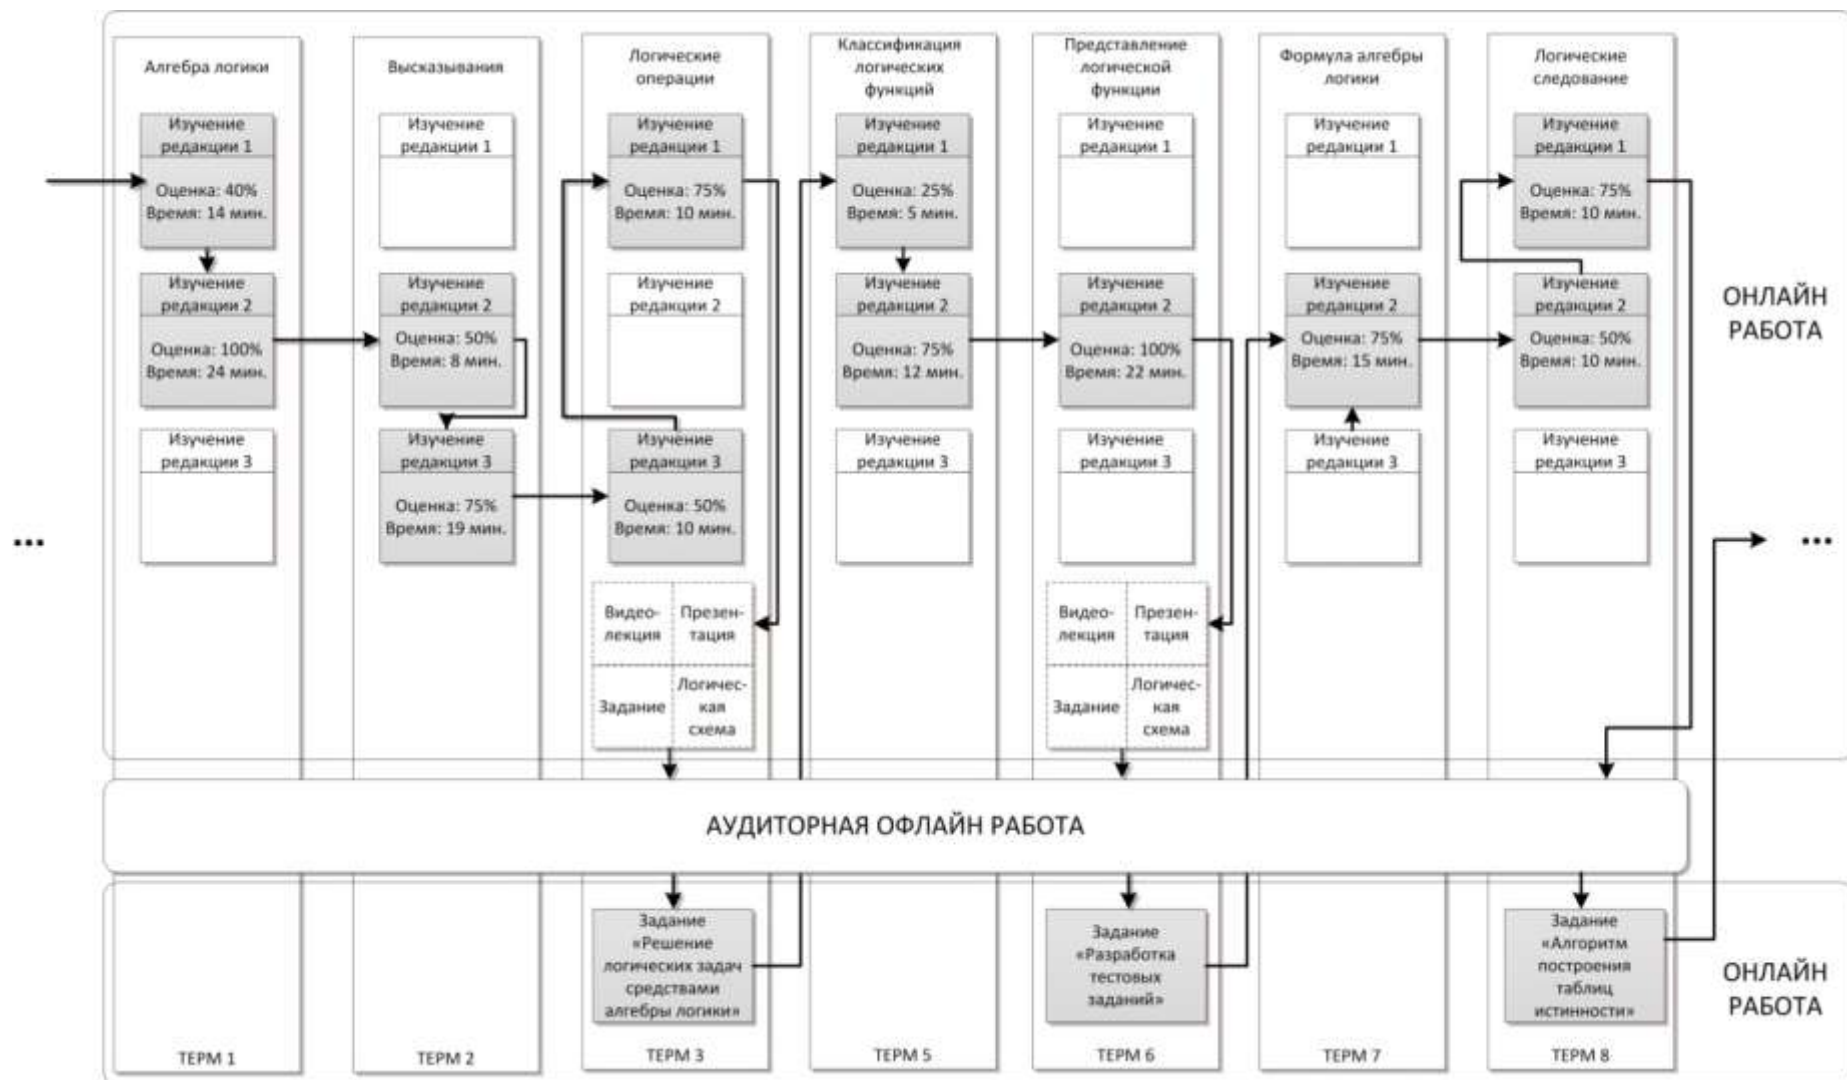 Алгебра логики
Изучение
редакции 1
Оценка: 40%
Время: 14 мин.
Изучение
редакции 2
Оценка: 100%
Время: 24 мин.
Изучение
редакции 3
Высказывания
Изучение
редакции 1
Изучение
редакции 2
Оценка: 50%
Время: 8 мин.
Изучение
редакции 3
Оценка: 75%
Время: 19 мин.
Логические
операции
Изучение
редакции 1
Оценка: 75%
Время: 10 мин.
Изучение
редакции 2
Изучение
редакции 3
Оценка: 50%
Время: 10 мин.
Видео-
лекция
Презен-
тация
Задание
Логичес-
кая
схема
Классификация
логических
функций
Изучение
редакции 1
Оценка: 25%
Время: 5 мин.
Изучение
редакции 2
Оценка: 75%
Время: 12 мин.
Изучение
редакции 3
Представление
логической
функции
Изучение
редакции 1
Изучение
редакции 2
Оценка: 100%
Время: 22 мин.
Изучение
редакции 3
Видео-
лекция
Презен-
тация
Задание
Логичес-
кая
схема
Формула алгебры
логики
Изучение
редакции 1
Изучение
редакции 2
Оценка: 75%
Время: 15 мин.
Изучение
редакции 3
Логические
следование
Изучение
редакции 1
Оценка: 75%
Время: 10 мин.
Изучение
редакции 2
Оценка: 50%
Время: 10 мин.
Изучение
редакции 3
ОНЛАЙН
РАБОТА
...
...
АУДИТОРНАЯ ОФЛАЙН РАБОТА
Задание
«Решение
логических задач
средствами
алгебры логики»
Задание
«Разработка
тестовых
заданий»
Задание
«Алгоритм
построения
таблиц
истинности»
ОНЛАЙН
РАБОТА
ТЕРМ 1
ТЕРМ 2
ТЕРМ 3
ТЕРМ 5
ТЕРМ 6
ТЕРМ 7
ТЕРМ 8